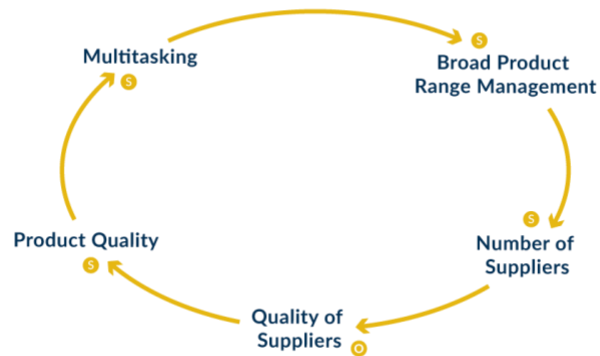 Multitasking
S
S
Broad Product
Range Management
S
Number of
Suppliers
Quality of
Suppliers
O
Product Quality
S